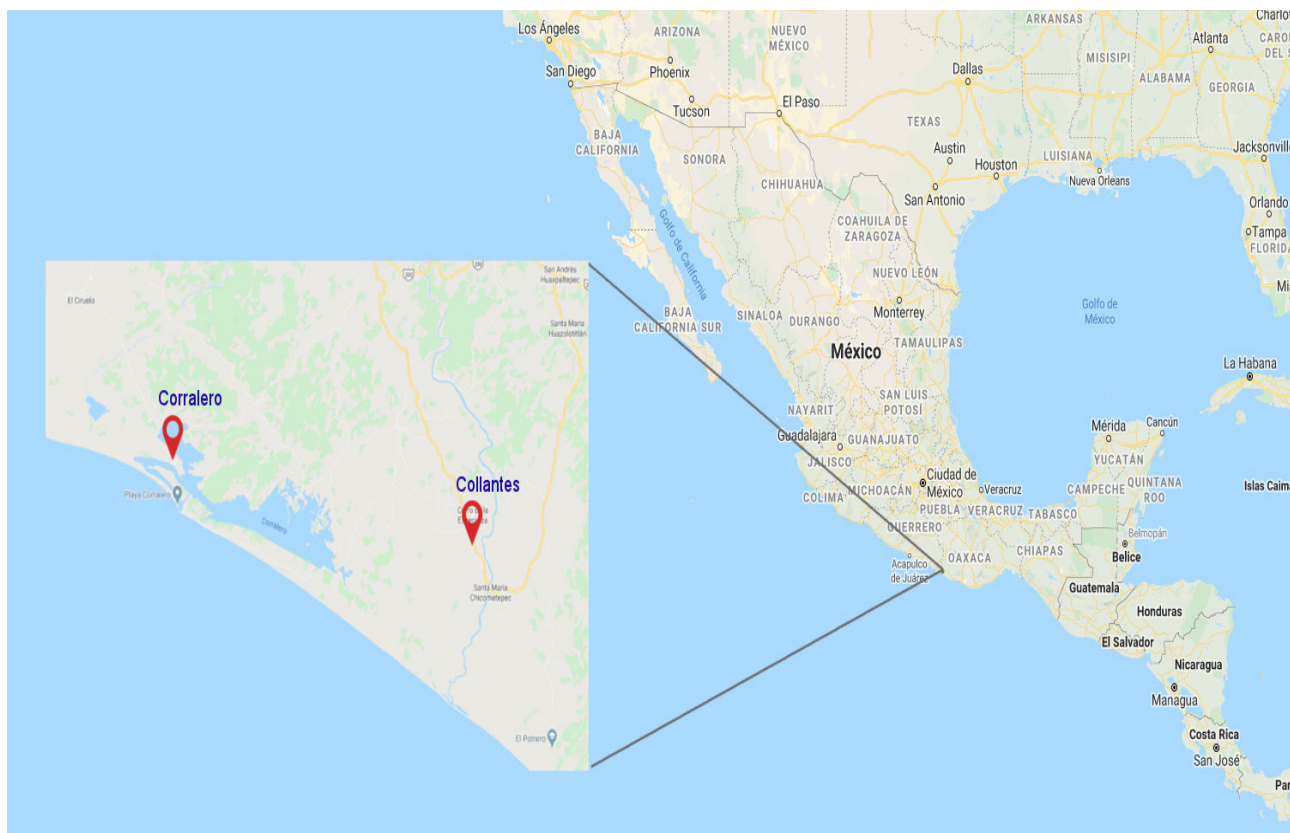 Los Ángeles
San Diego
ARIZONA
Phoenix
Tucson
NUEVO
MÉXICO
El Paso
Dallas
TEXAS
Austin
Houston
San Antonio
ARKANSAS
MISISIPI
LUISIANA
Nueva Orleans
ALABAMA
Atlanta
GEORGIA
Jacksonville
Orlando
Tampa
FLORIDA
BAJA
CALIFORNIA
SONORA
CHIHUAHUA
COAHUILA DE
ZARAGOZA
Golfo de California
NUEVO LEÓN
Monterrey
BAJA
CALIFORNIA SUR
SINALOA
DURANGO
México
TAMAULIPAS
Golfo de
México
La Habana
NAYARIT
SAN LUIS
POTOSÍ
Guadalajara
GUANAJUATO
JALISCO
COLIMA
MICHOACÁN
Ciudad de
México
Veracruz
PUEBLA
VERACRUZ
GUERRERO
Acapulco
de Juárez
OAXACA
CHIAPAS
TABASCO
CAMPECHE
Mérida
Cancún
YUCATÁN
QUINTANA
ROO
Islas Caima
Belmopán
Belice
Guatemala
Honduras
El Salvador
Nicaragua
Managua
Costa Rica
San José
El Ciruelo
San Andrés
Huaxpaltepec
Santa María
Huazolotitlán
Corralero
Playa Corralero
Corralero
Collantes
Santa María
Chicometepec
El Potrero